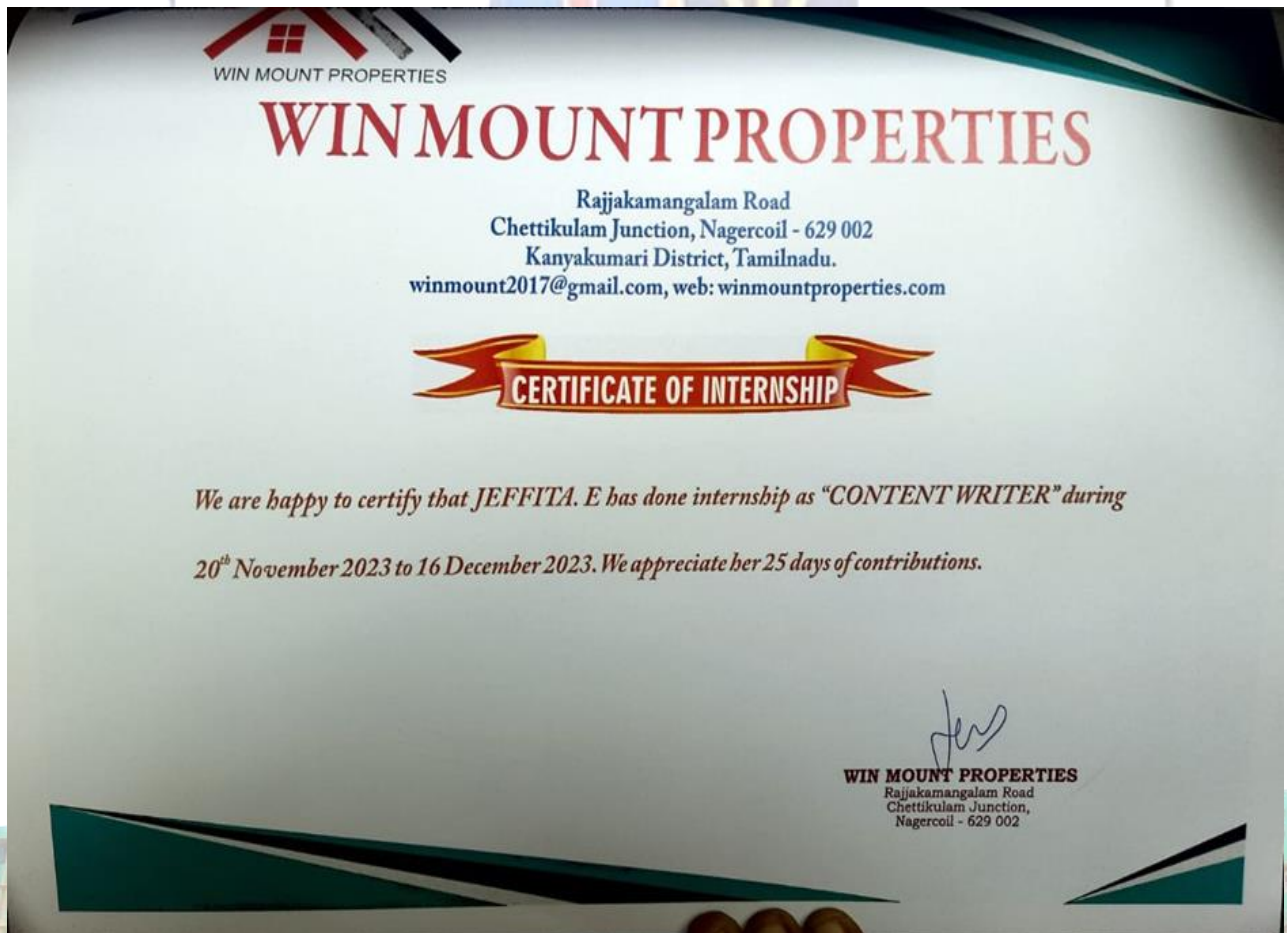 WIN MOUNT PROPERTIES
WIN MOUNT PROPERTIES
Rajjakamangalam Road
Chettikulam Junction, Nagercoil - 629 002
Kanyakumari District, Tamilnadu.
winmount2017@gmail.com, web: winmountproperties.com
CERTIFICATE OF INTERNSHIP
We are happy to certify that JEFFITA. E has done internship as “CONTENT WRITER” during
20th November 2023 to 16 December 2023. We appreciate her 25 days of contributions.
WIN MOUNT PROPERTIES
Rajjakamangalam Road
Chettikulam Junction,
Nagercoil - 629 002